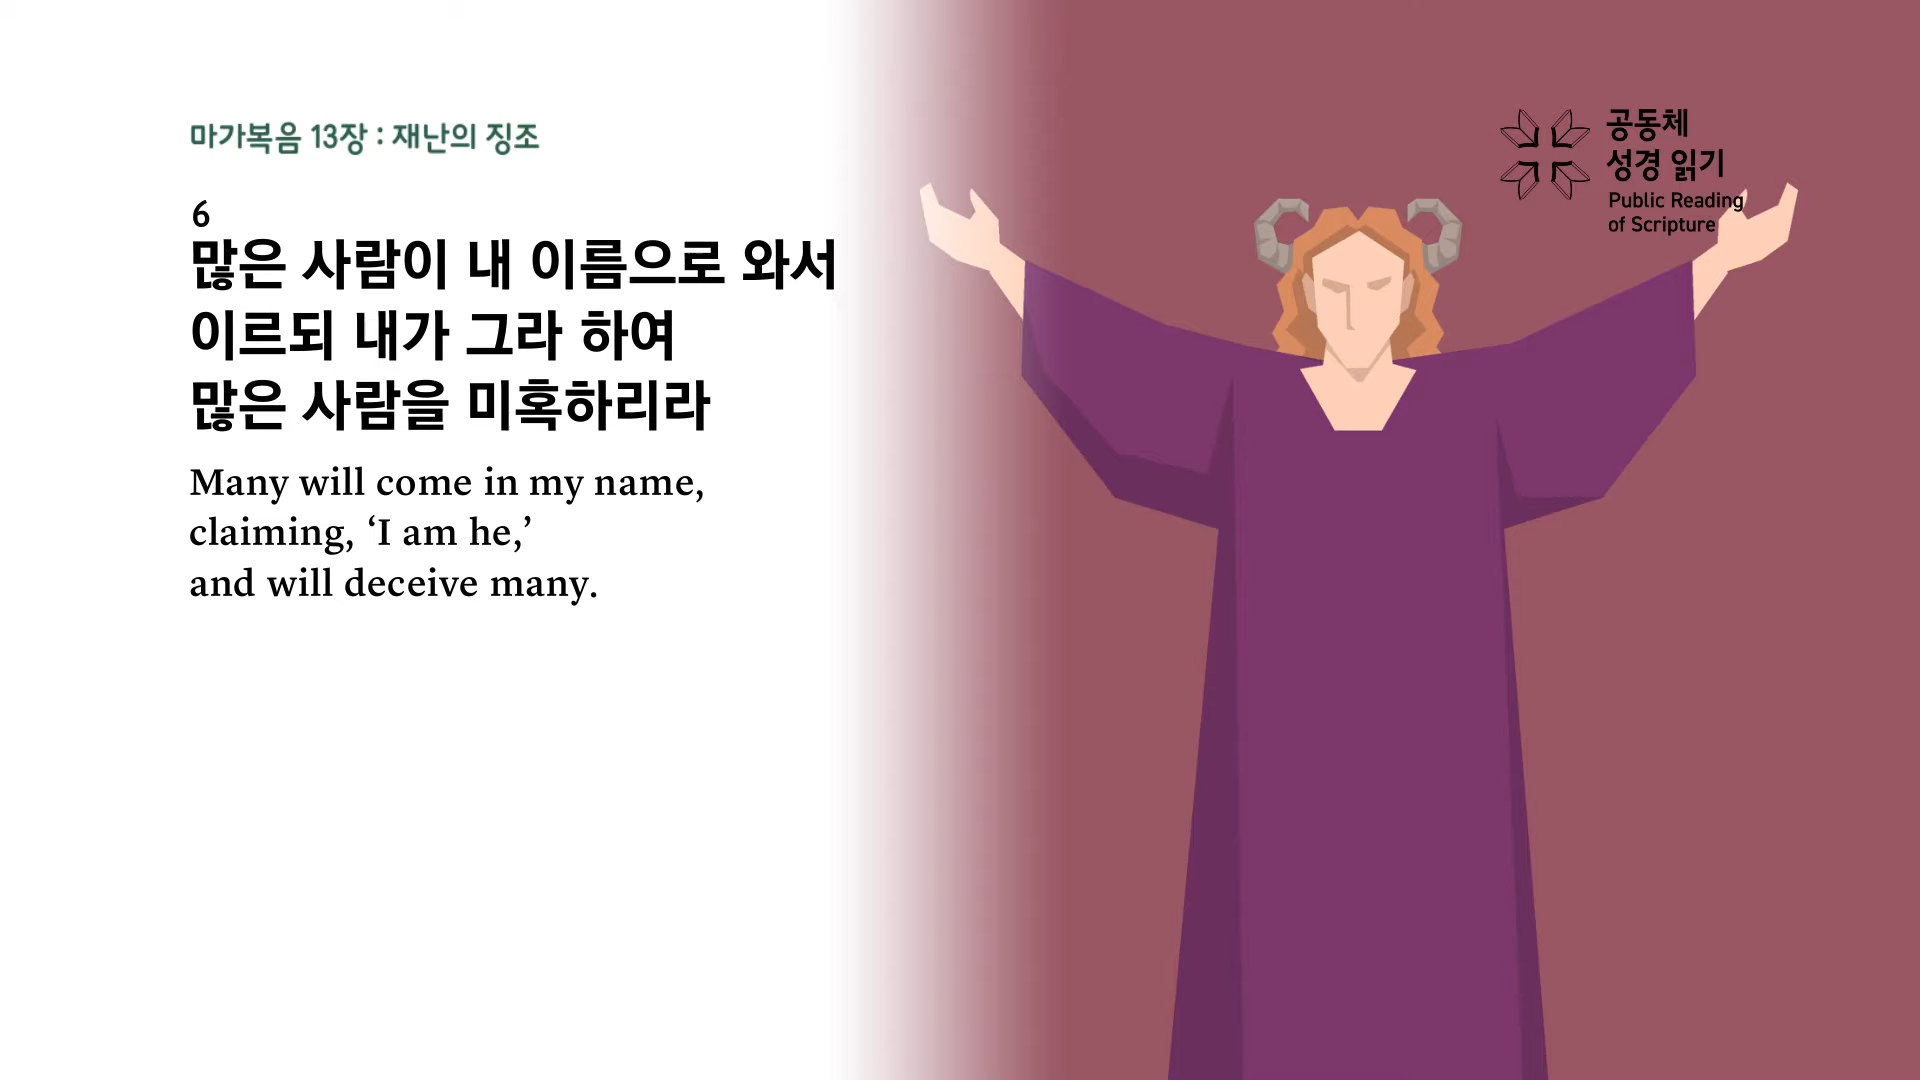 마가복음 13장 : 재난의 징조
6
많은 사람이 내 이름으로 와서
이르되 내가 그라 하여
많은 사람을 미혹하리라
Many will come in my name,
claiming, ‘I am he,’
and will deceive many.
공동체
성경 읽기
Public Reading
of Scripture